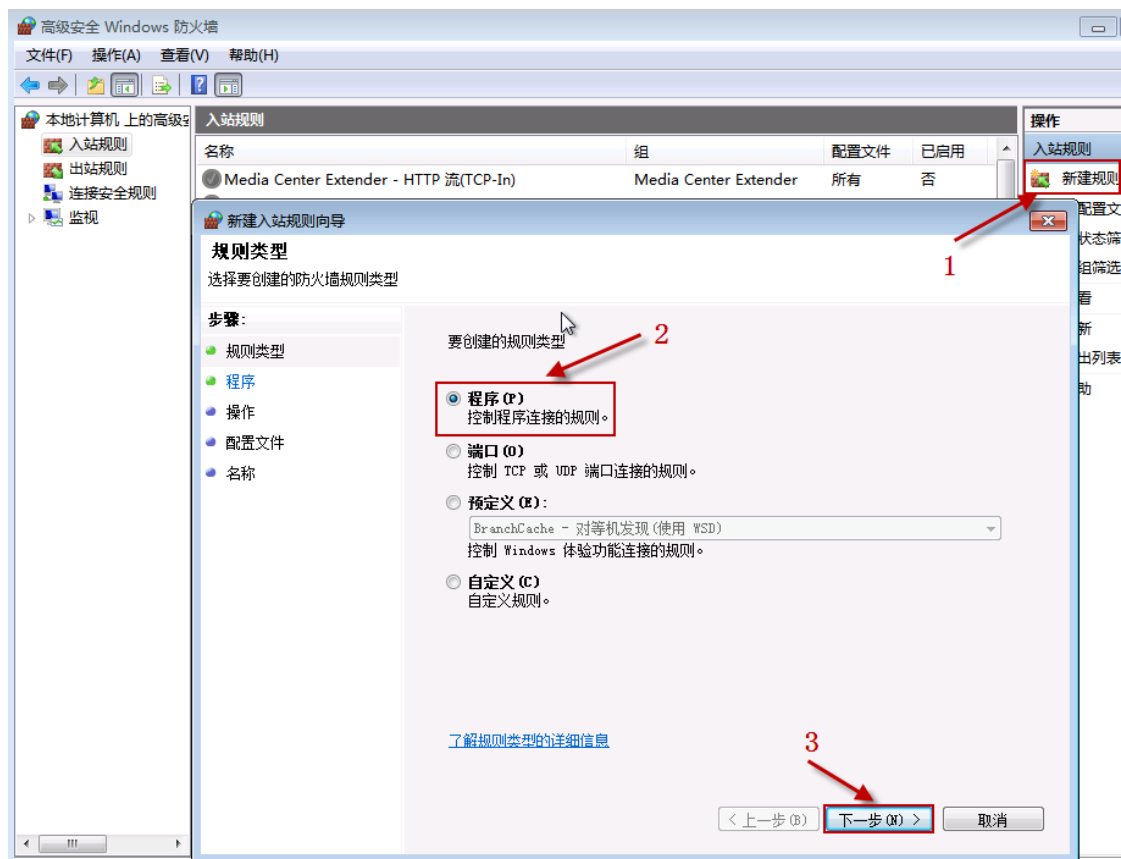 高级安全 Windows 防火墙
文件(F) 操作(A) 查看(V) 帮助(H)
本地计算机 上的高级安
入站规则
出站规则
连接安全规则
监视
入站规则
名称 组 配置文件 已启用
Media Center Extender - HTTP 流(TCP-In) Media Center Extender 所有 否
操作
入站规则
新建规则
配置文
状态筛
组筛选
看
新
出列表
助
1
新建入站规则向导
规则类型
选择要创建的防火墙规则类型
步骤:
规则类型
程序
操作
配置文件
名称
要创建的规则类型
2
程序(P)
控制程序连接的规则。
端口(O)
控制 TCP 或 UDP 端口连接的规则。
预定义(E):
BranchCache - 对等机发现(使用 WSD)
控制 Windows 体验功能连接的规则。
自定义(C)
自定义规则。
了解规则类型的详细信息
3
< 上一步(B) 下一步(N) > 取消